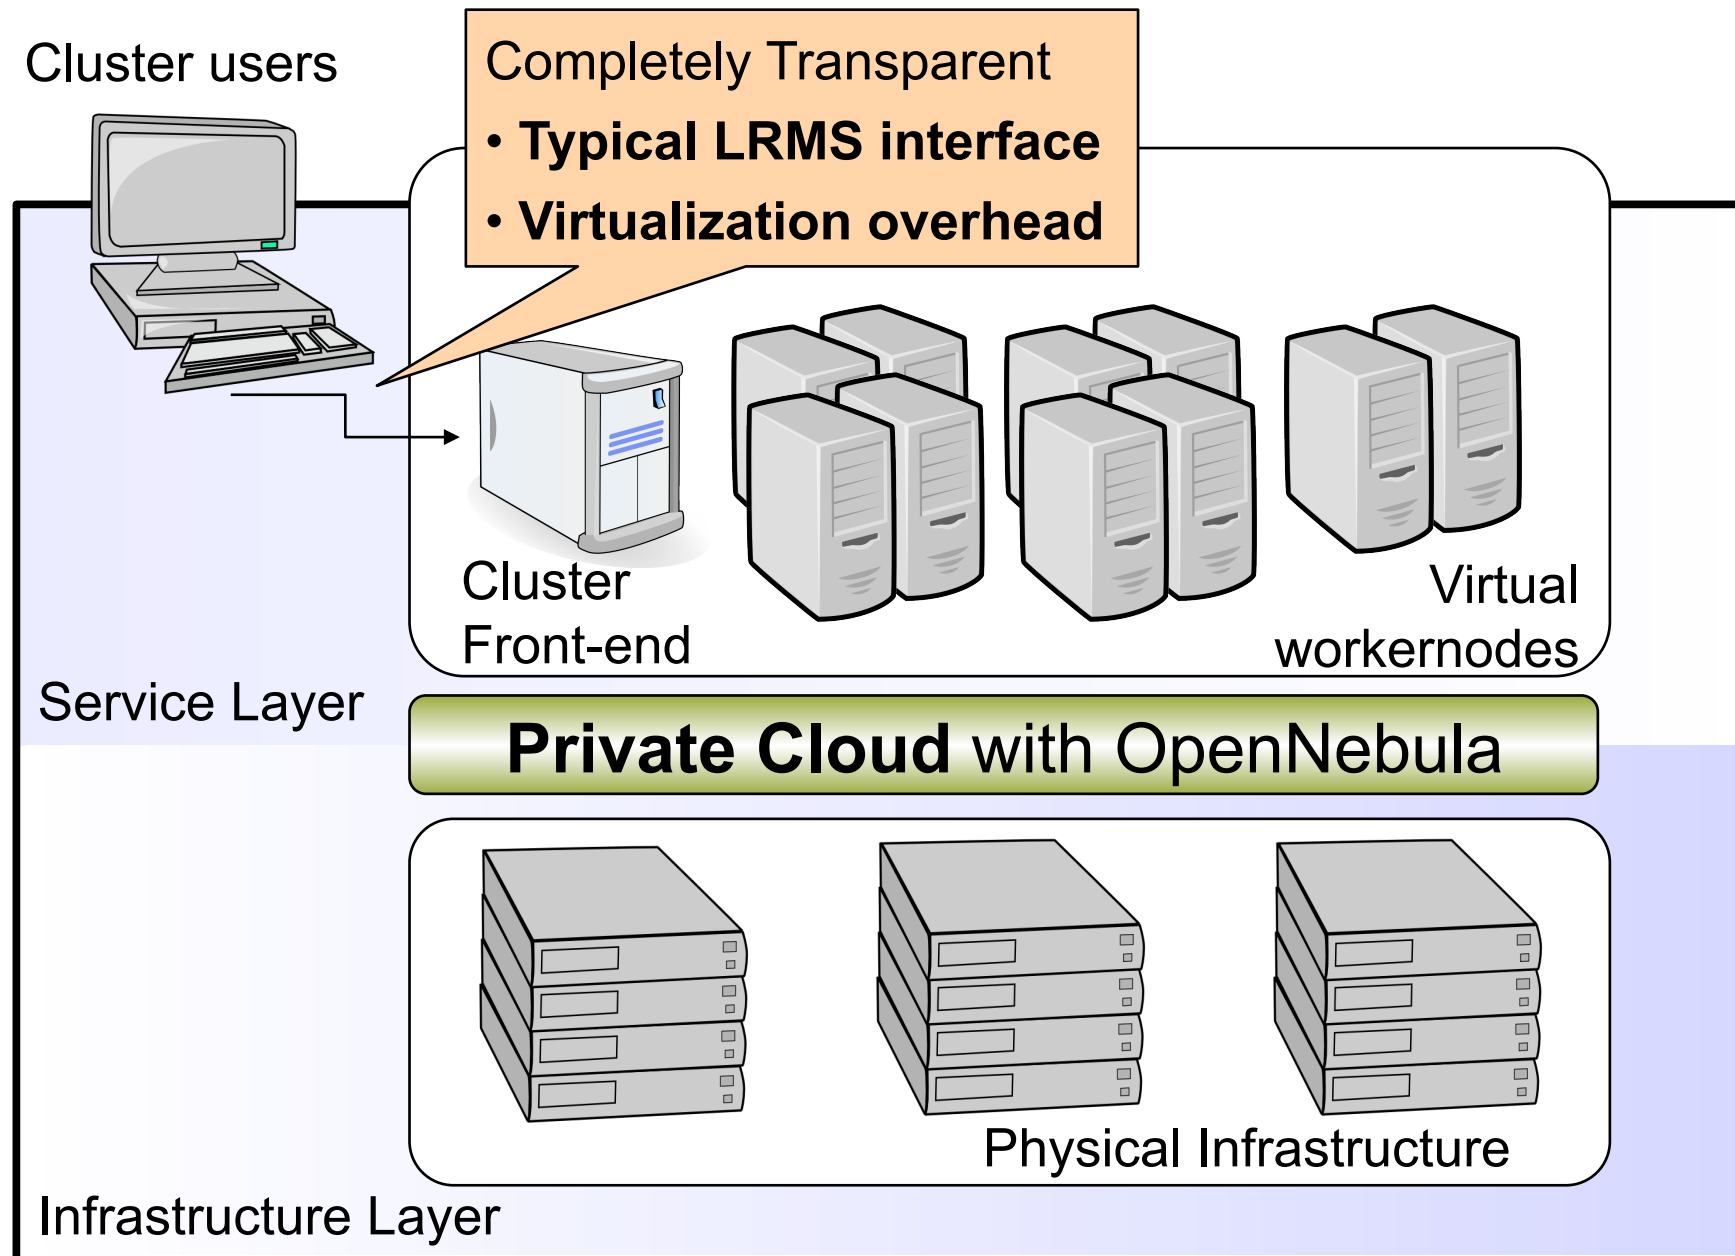 Cluster users
Completely Transparent
• Typical LRMS interface
• Virtualization overhead
Cluster
Front-end
Virtual
workernodes
Service Layer
Private Cloud with OpenNebula
Physical Infrastructure
Infrastructure Layer